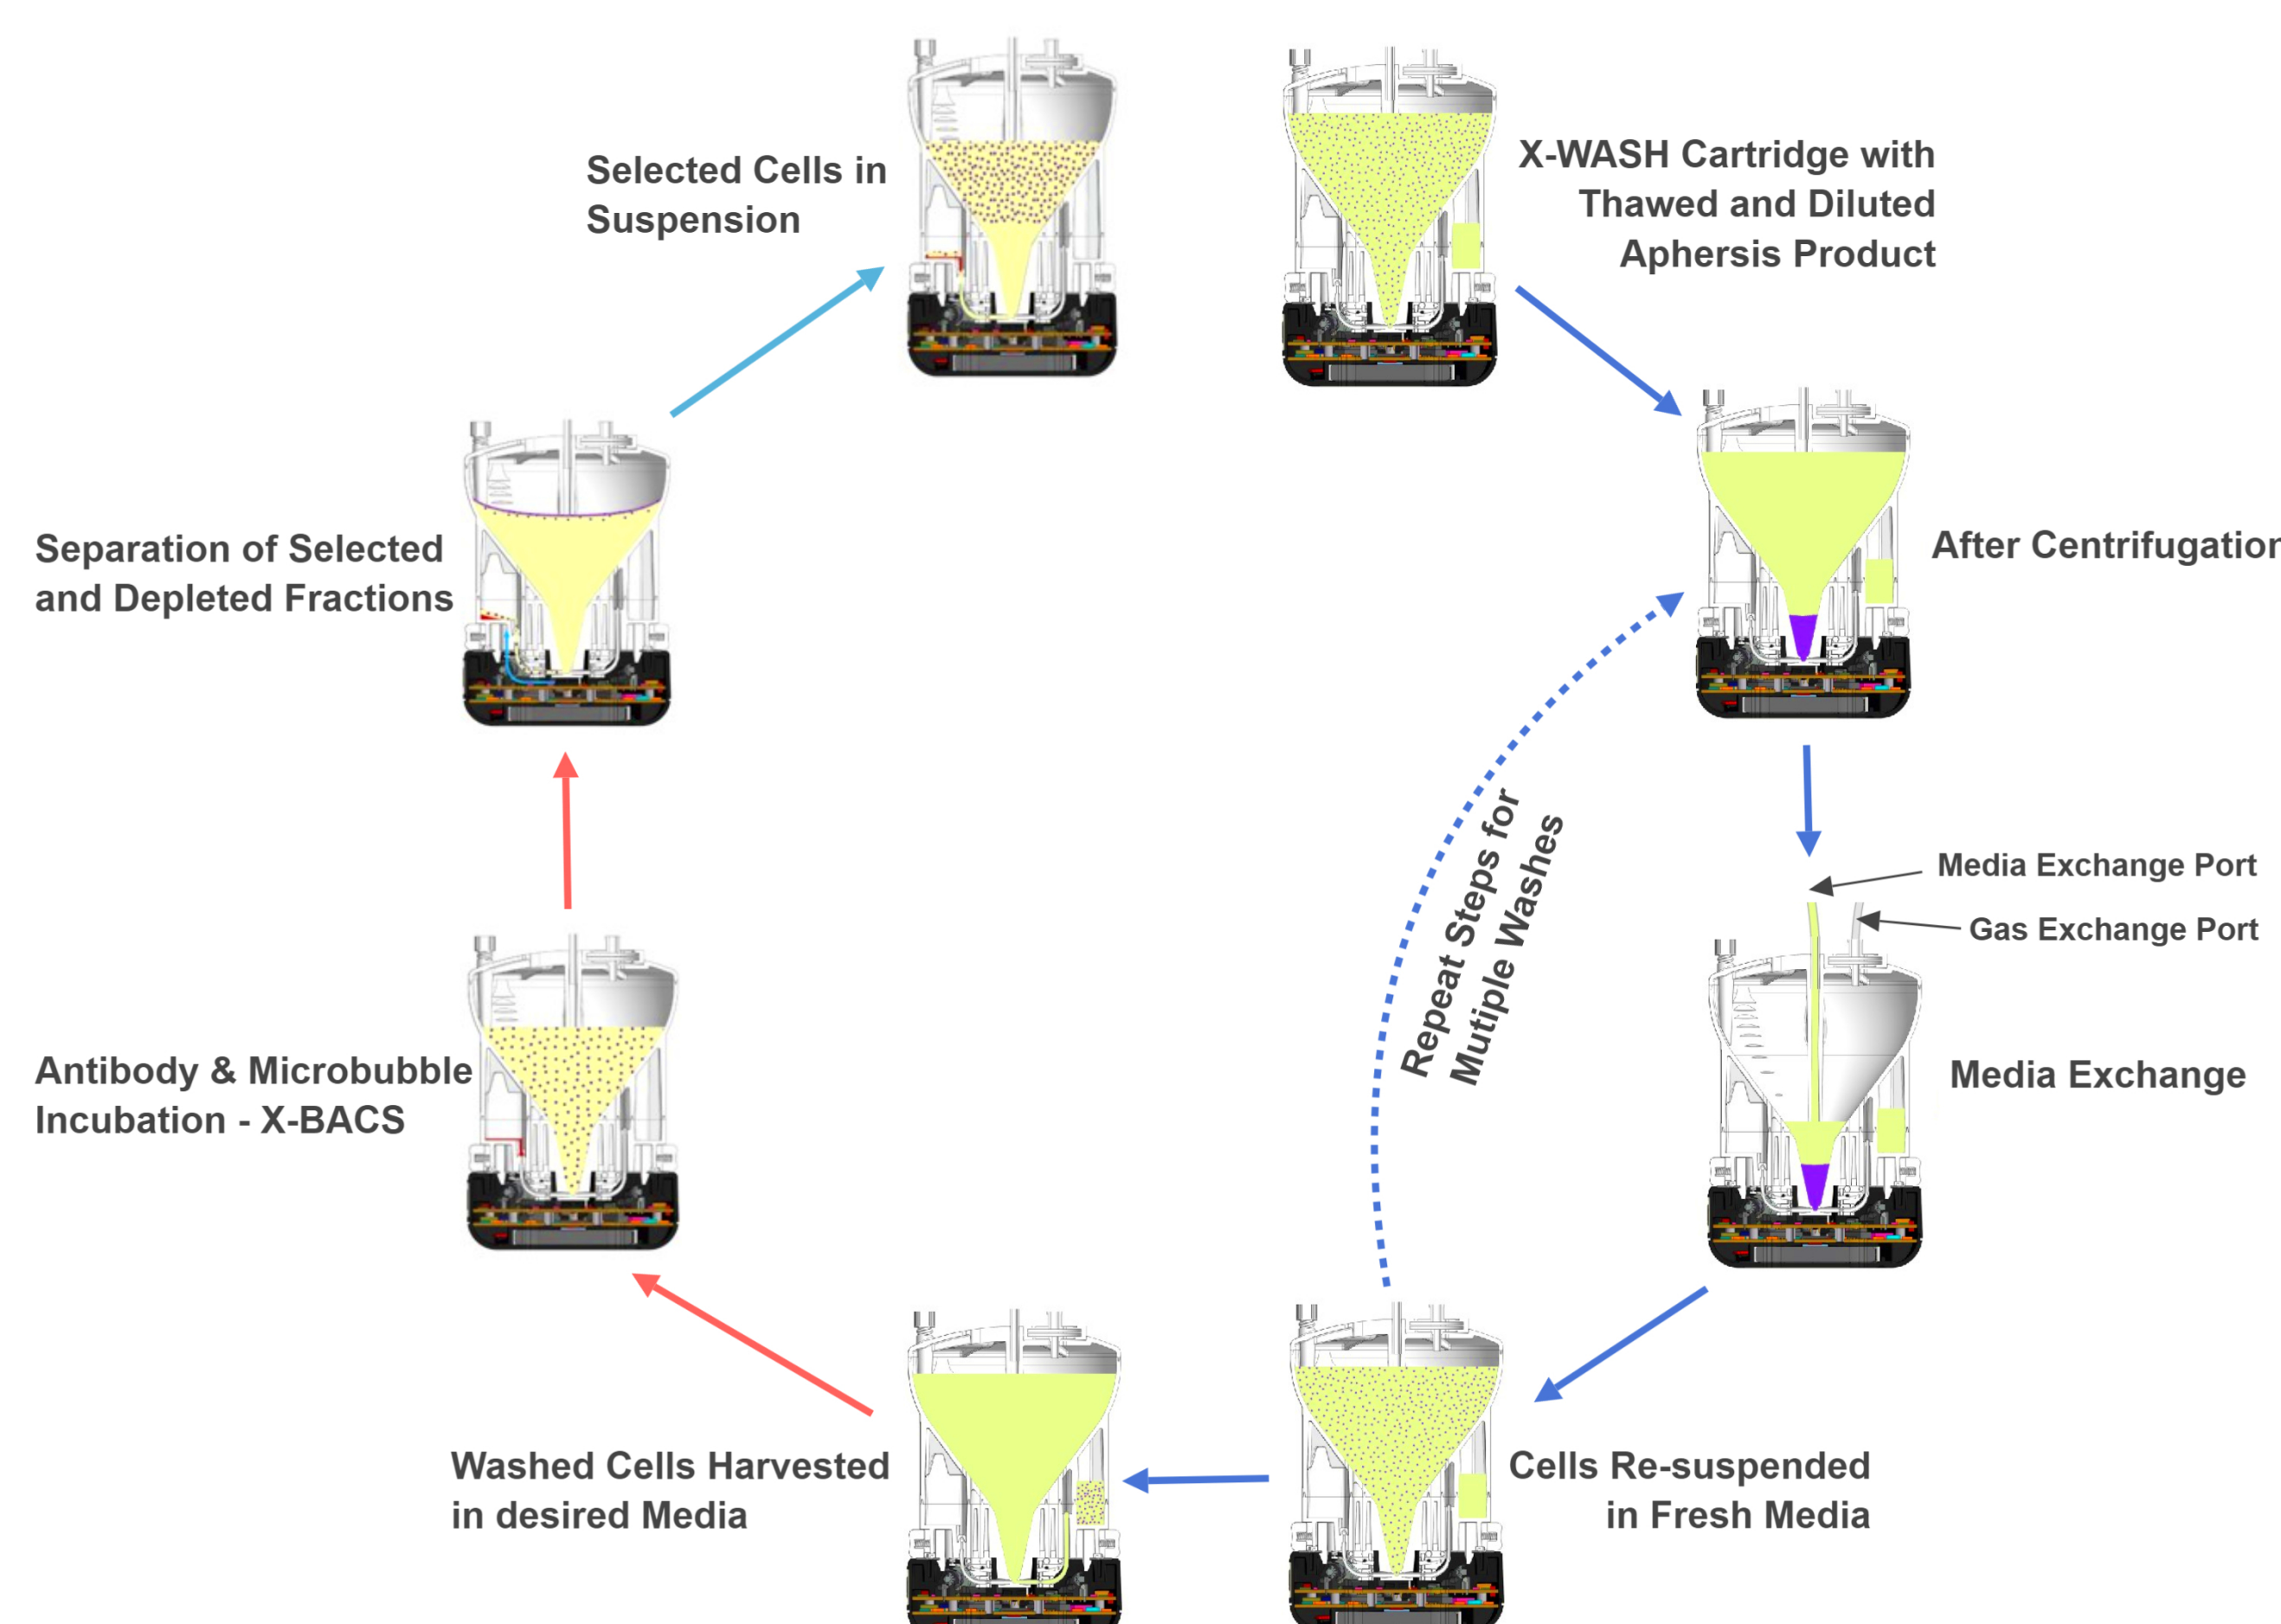 Selected Cells in
Suspension
X-WASH Cartridge with
Thawed and Diluted
Aphersis Product
After Centrifugation
Media Exchange Port
Gas Exchange Port
Media Exchange
Cells Re-suspended
in Fresh Media
Repeat Steps for
Mutiple Washes
Washed Cells Harvested
in desired Media
Antibody & Microbubble
Incubation - X-BACS
Separation of Selected
and Depleted Fractions